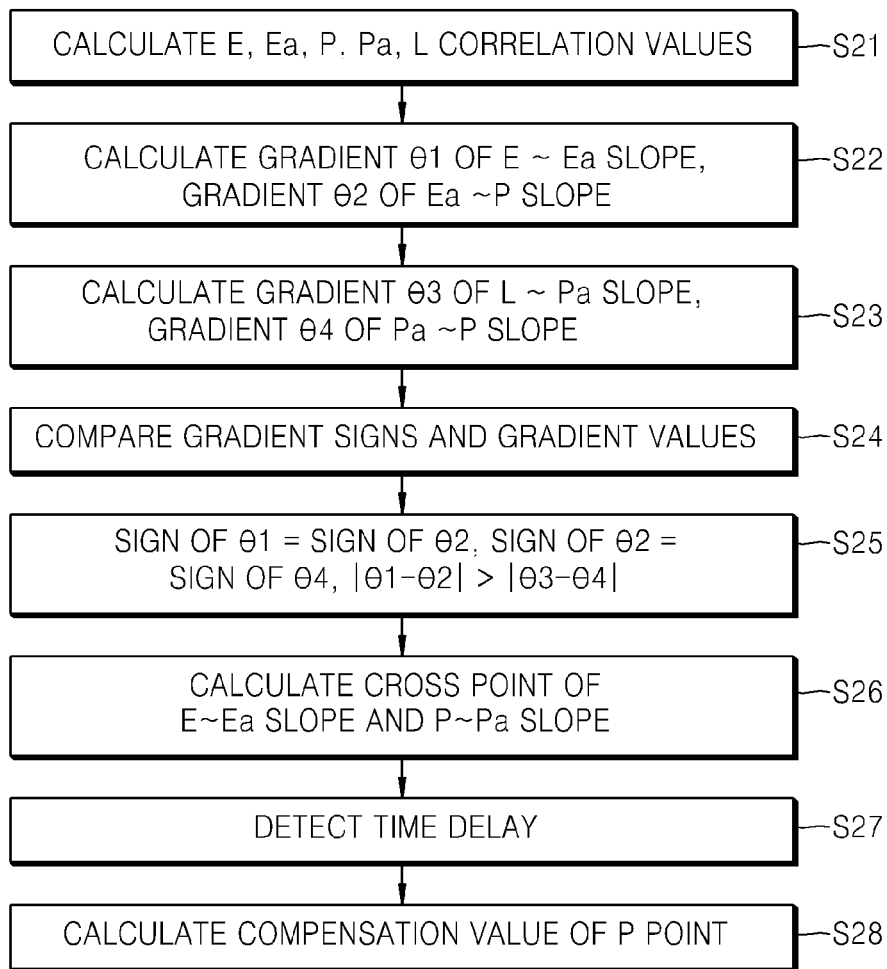 CALCULATE E, Ea, P, Pa, L CORRELATION VALUES
S21
CALCULATE GRADIENT θ1 OF E ~ Ea SLOPE,
GRADIENT θ2 OF Ea ~P SLOPE
S22
CALCULATE GRADIENT θ3 OF L ~ Pa SLOPE,
GRADIENT θ4 OF Pa ~P SLOPE
S23
COMPARE GRADIENT SIGNS AND GRADIENT VALUES
S24
SIGN OF θ1 = SIGN OF θ2, SIGN OF θ2 =
SIGN OF θ4, |θ1-θ2| > |θ3-θ4|
S25
CALCULATE CROSS POINT OF
E~Ea SLOPE AND P~Pa SLOPE
S26
DETECT TIME DELAY
S27
CALCULATE COMPENSATION VALUE OF P POINT
S28